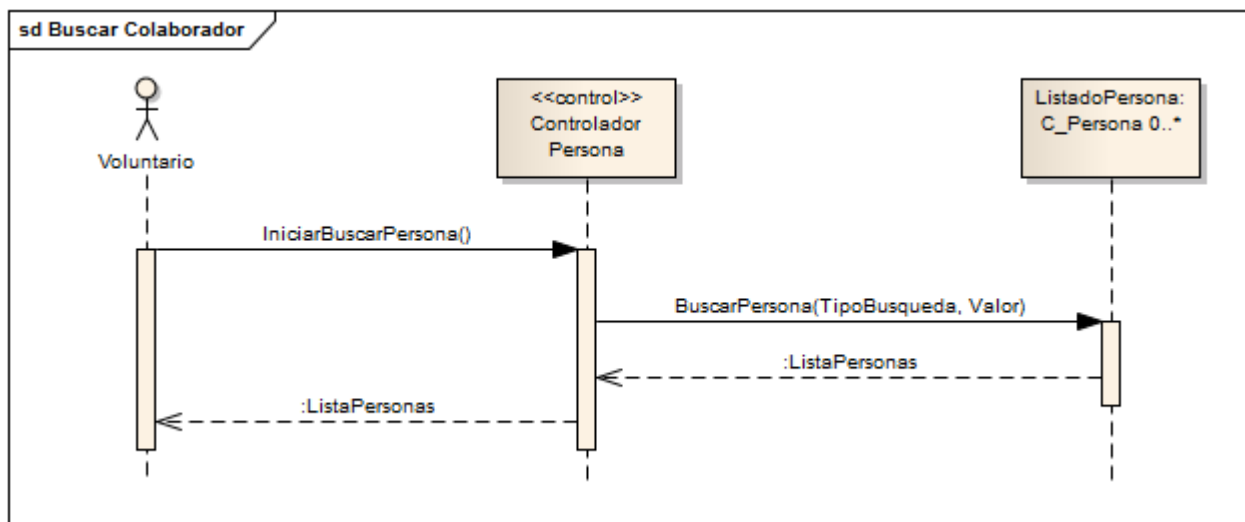 sd Buscar Colaborador
Voluntario
<<control>>
Controlador
Persona
ListadoPersona:
C_Persona 0..*
IniciarBuscarPersona()
BuscarPersona(TipoBusqueda, Valor)
:ListaPersonas
:ListaPersonas